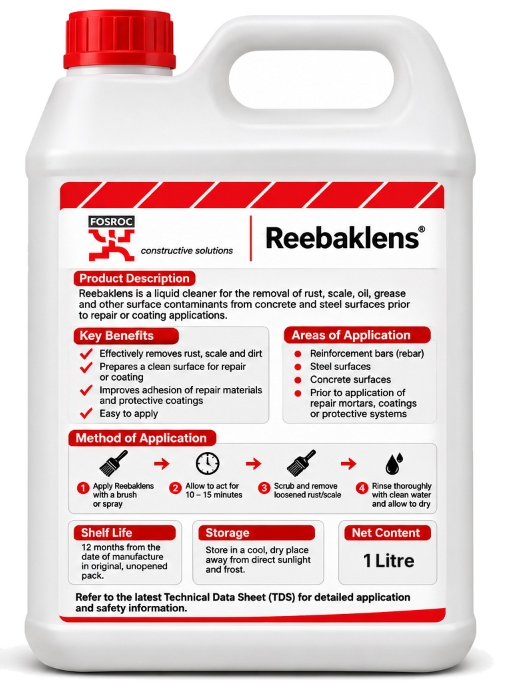 FOSROC
constructive solutions
Reebaklens®
Product Description
Reebaklens is a liquid cleaner for the removal of rust, scale, oil, grease
and other surface contaminants from concrete and steel surfaces prior
to repair or coating applications.
Key Benefits
Effectively removes rust, scale and dirt
Prepares a clean surface for repair
or coating
Improves adhesion of repair materials
and protective coatings
Easy to apply
Areas of Application
Reinforcement bars (rebar)
Steel surfaces
Concrete surfaces
Prior to application of
repair mortars, coatings
or protective systems
Method of Application
1 Apply Reebaklens
with a brush
or spray
2 Allow to act for
10 – 15 minutes
3 Scrub and remove
loosened rust/scale
4 Rinse thoroughly
with clean water
and allow to dry
Shelf Life
12 months from the
date of manufacture
in original, unopened
pack.
Storage
Store in a cool, dry place
away from direct sunlight
and frost.
Net Content
1 Litre
Refer to the latest Technical Data Sheet (TDS) for detailed application
and safety information.